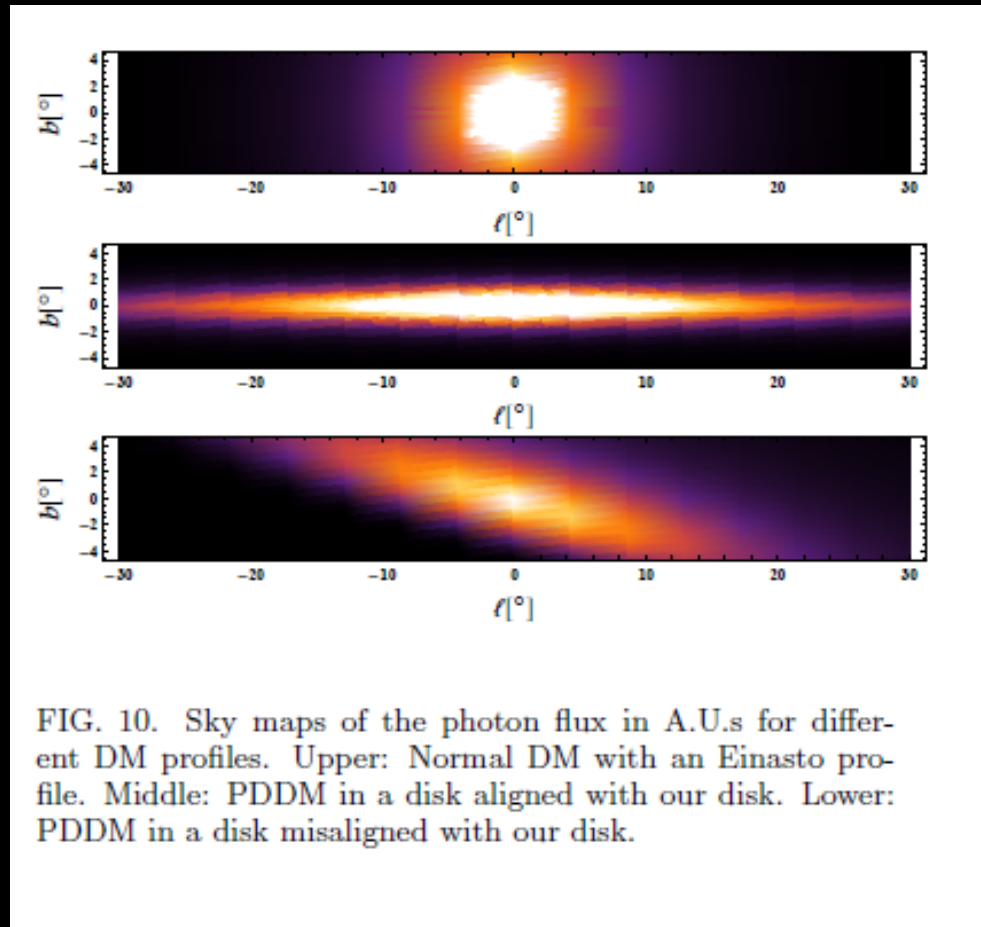 4
2
0
−2
−4
b[°]
−30 −20 −10 0 10 20 30
ℓ[°]
4
2
0
−2
−4
b[°]
−30 −20 −10 0 10 20 30
ℓ[°]
4
2
0
−2
−4
b[°]
−30 −20 −10 0 10 20 30
ℓ[°]
FIG. 10. Sky maps of the photon flux in A.U.s for differ-
ent DM profiles. Upper: Normal DM with an Einasto pro-
file. Middle: PDDM in a disk aligned with our disk. Lower:
PDDM in a disk misaligned with our disk.